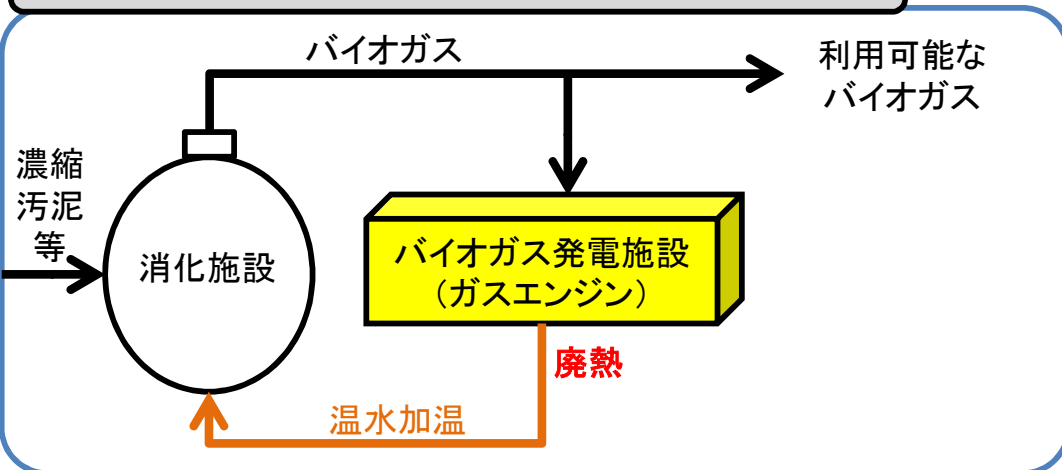 バイオガス
利用可能な
バイオガス
濃縮
汚泥
等
消化施設
バイオガス発電施設
(ガスエンジン)
廃熱
温水加温